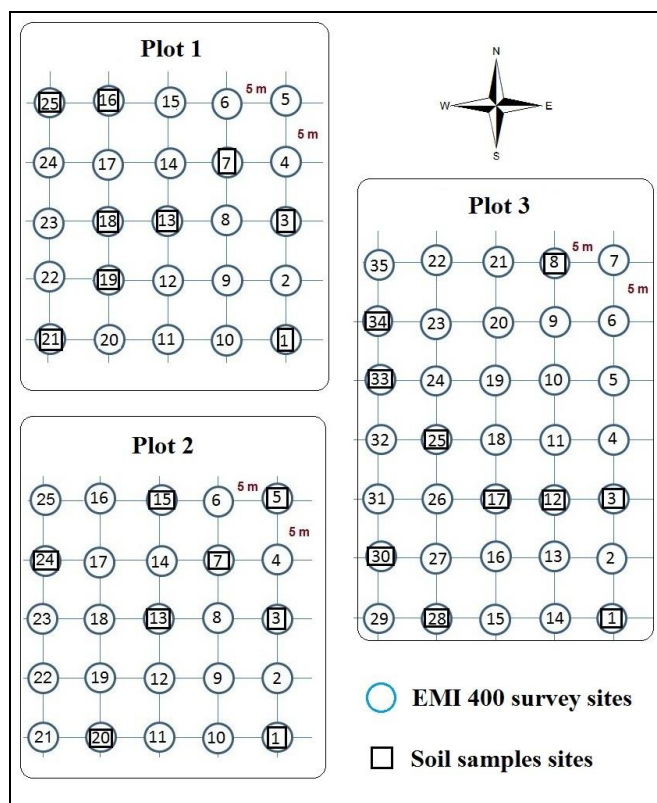 Plot 1
5 m
25 16 15 6 5
5 m
24 17 14 7 4
23 18 13 8 3
22 19 12 9 2
21 20 11 10 1
N
W E
S
Plot 2
5 m
25 16 15 6 5
5 m
24 17 14 7 4
23 18 13 8 3
22 19 12 9 2
21 20 11 10 1
Plot 3
5 m
35 22 21 8 7
5 m
34 23 20 9 6
33 24 19 10 5
32 25 18 11 4
31 26 17 12 3
30 27 16 13 2
29 28 15 14 1
EMI 400 survey sites
Soil samples sites